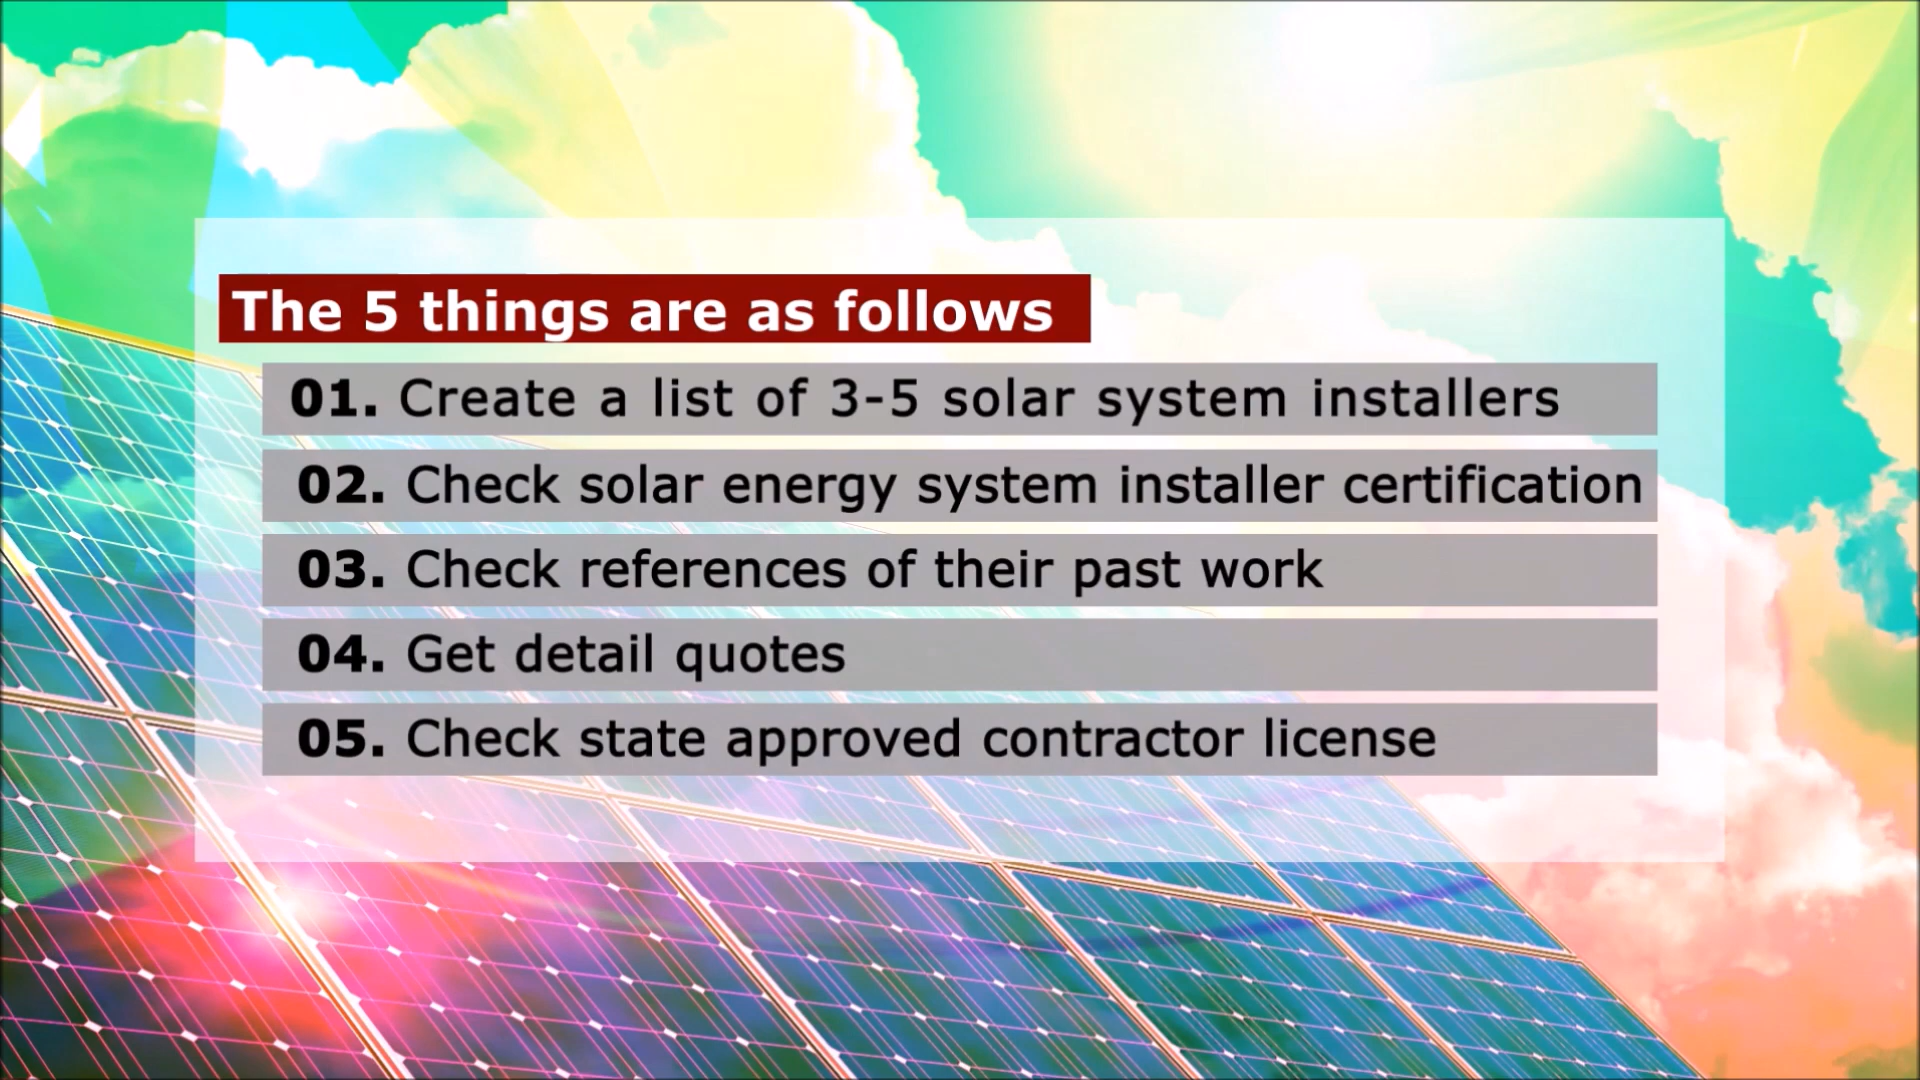 The 5 things are as follows
01. Create a list of 3-5 solar system installers
02. Check solar energy system installer certification
03. Check references of their past work
04. Get detail quotes
05. Check state approved contractor license